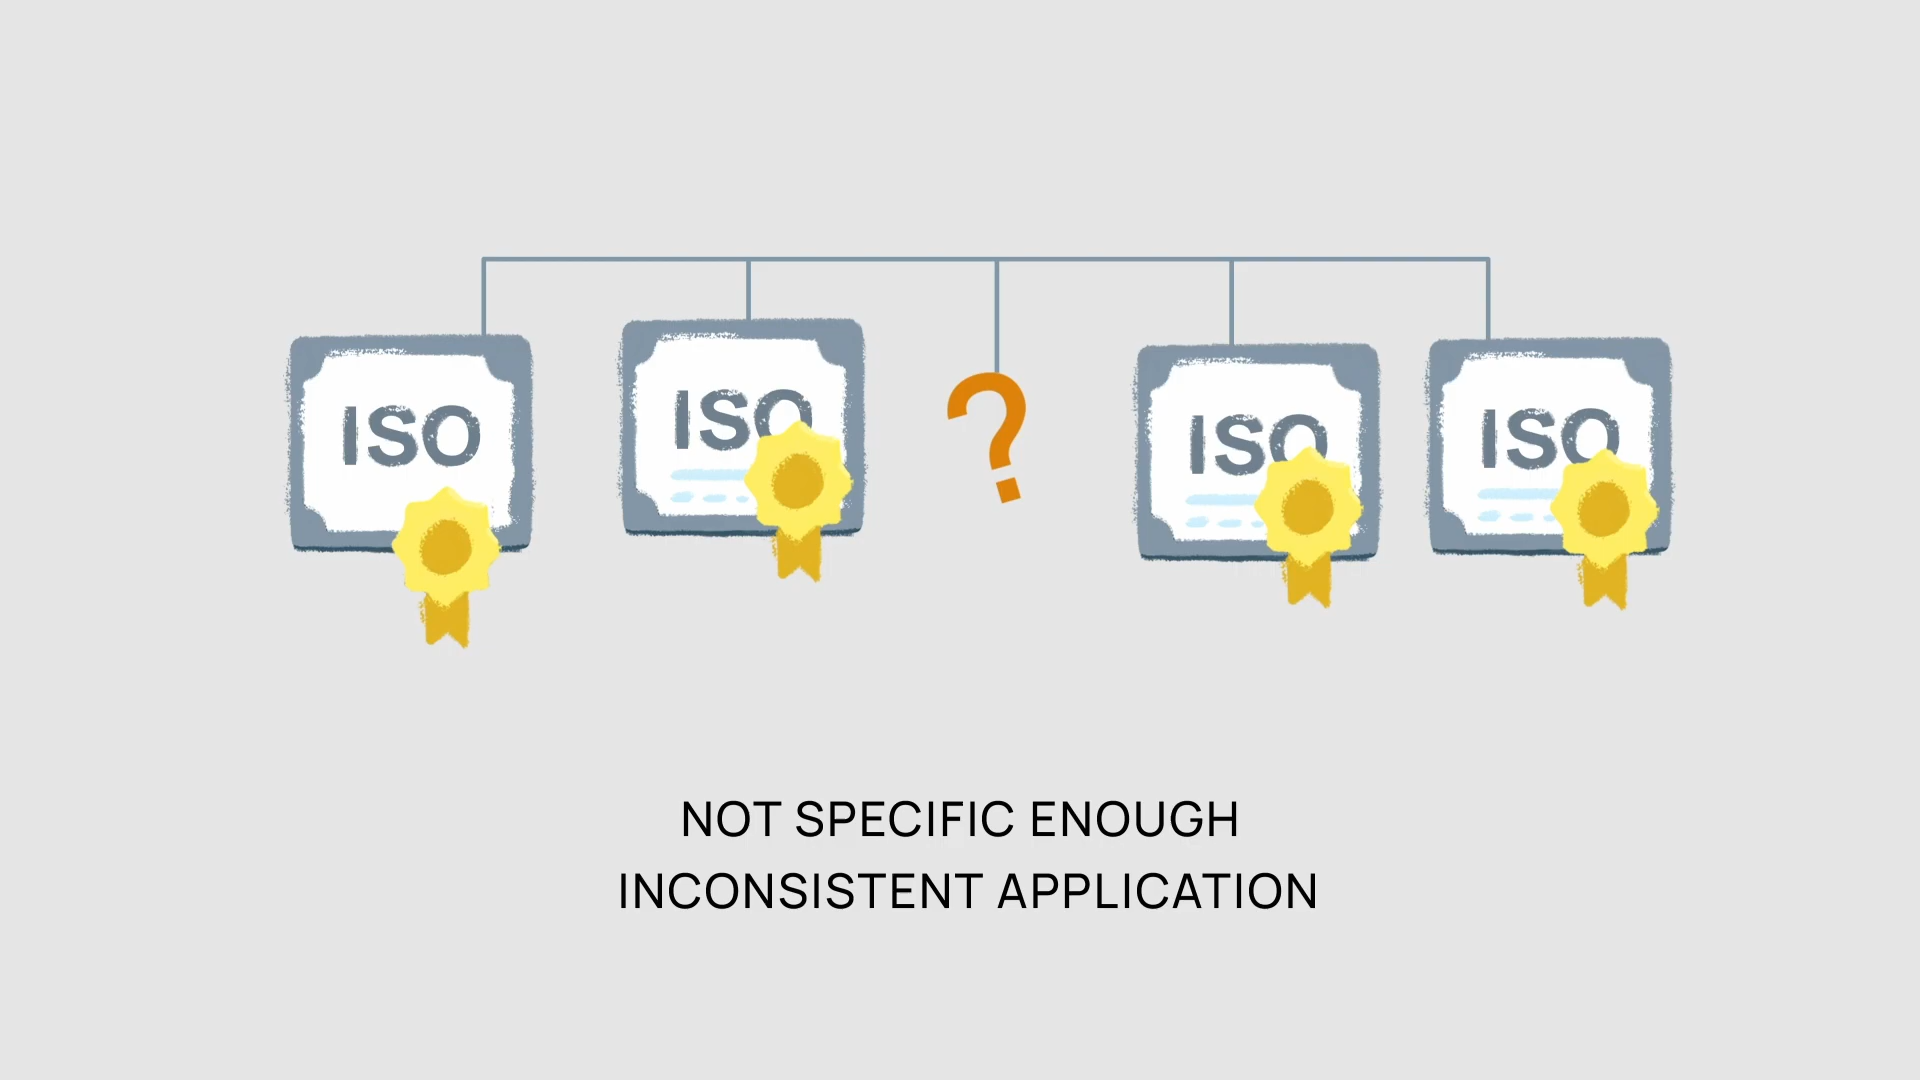 ISO
ISO
?
ISO
ISO
NOT SPECIFIC ENOUGH
INCONSISTENT APPLICATION